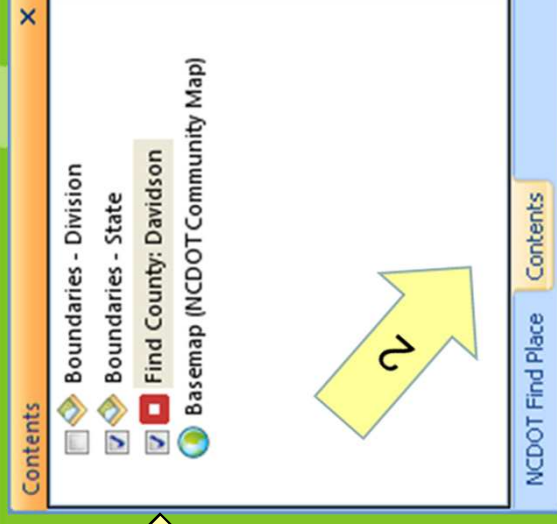 Contents
Boundaries - Division
Boundaries - State
Find County: Davidson
Basemap (NCDOT Community Map)
2
NCDOT Find Place
Contents